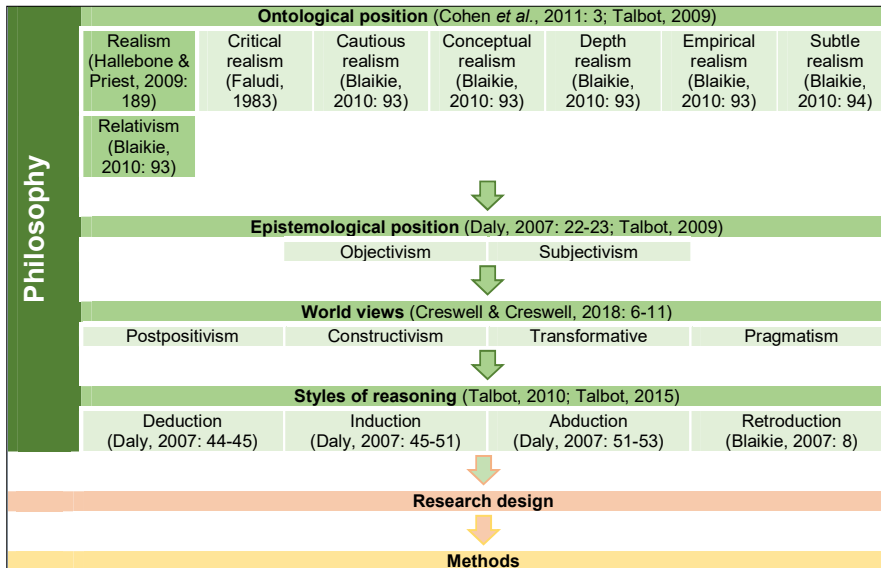 Philosophy
Ontological position (Cohen et al., 2011: 3; Talbot, 2009)
Realism
(Hallebone &
Priest, 2009:
189)
Critical
realism
(Faludi,
1983)
Cautious
realism
(Blaikie,
2010: 93)
Conceptual
realism
(Blaikie,
2010: 93)
Depth
realism
(Blaikie,
2010: 93)
Empirical
realism
(Blaikie,
2010: 93)
Subtle
realism
(Blaikie,
2010: 94)
Relativism
(Blaikie,
2010: 93)
Epistemological position (Daly, 2007: 22-23; Talbot, 2009)
Objectivism
Subjectivism
World views (Creswell & Creswell, 2018: 6-11)
Postpositivism
Constructivism
Transformative
Pragmatism
Styles of reasoning (Talbot, 2010; Talbot, 2015)
Deduction
(Daly, 2007: 44-45)
Induction
(Daly, 2007: 45-51)
Abduction
(Daly, 2007: 51-53)
Retroduction
(Blaikie, 2007: 8)
Research design
Methods